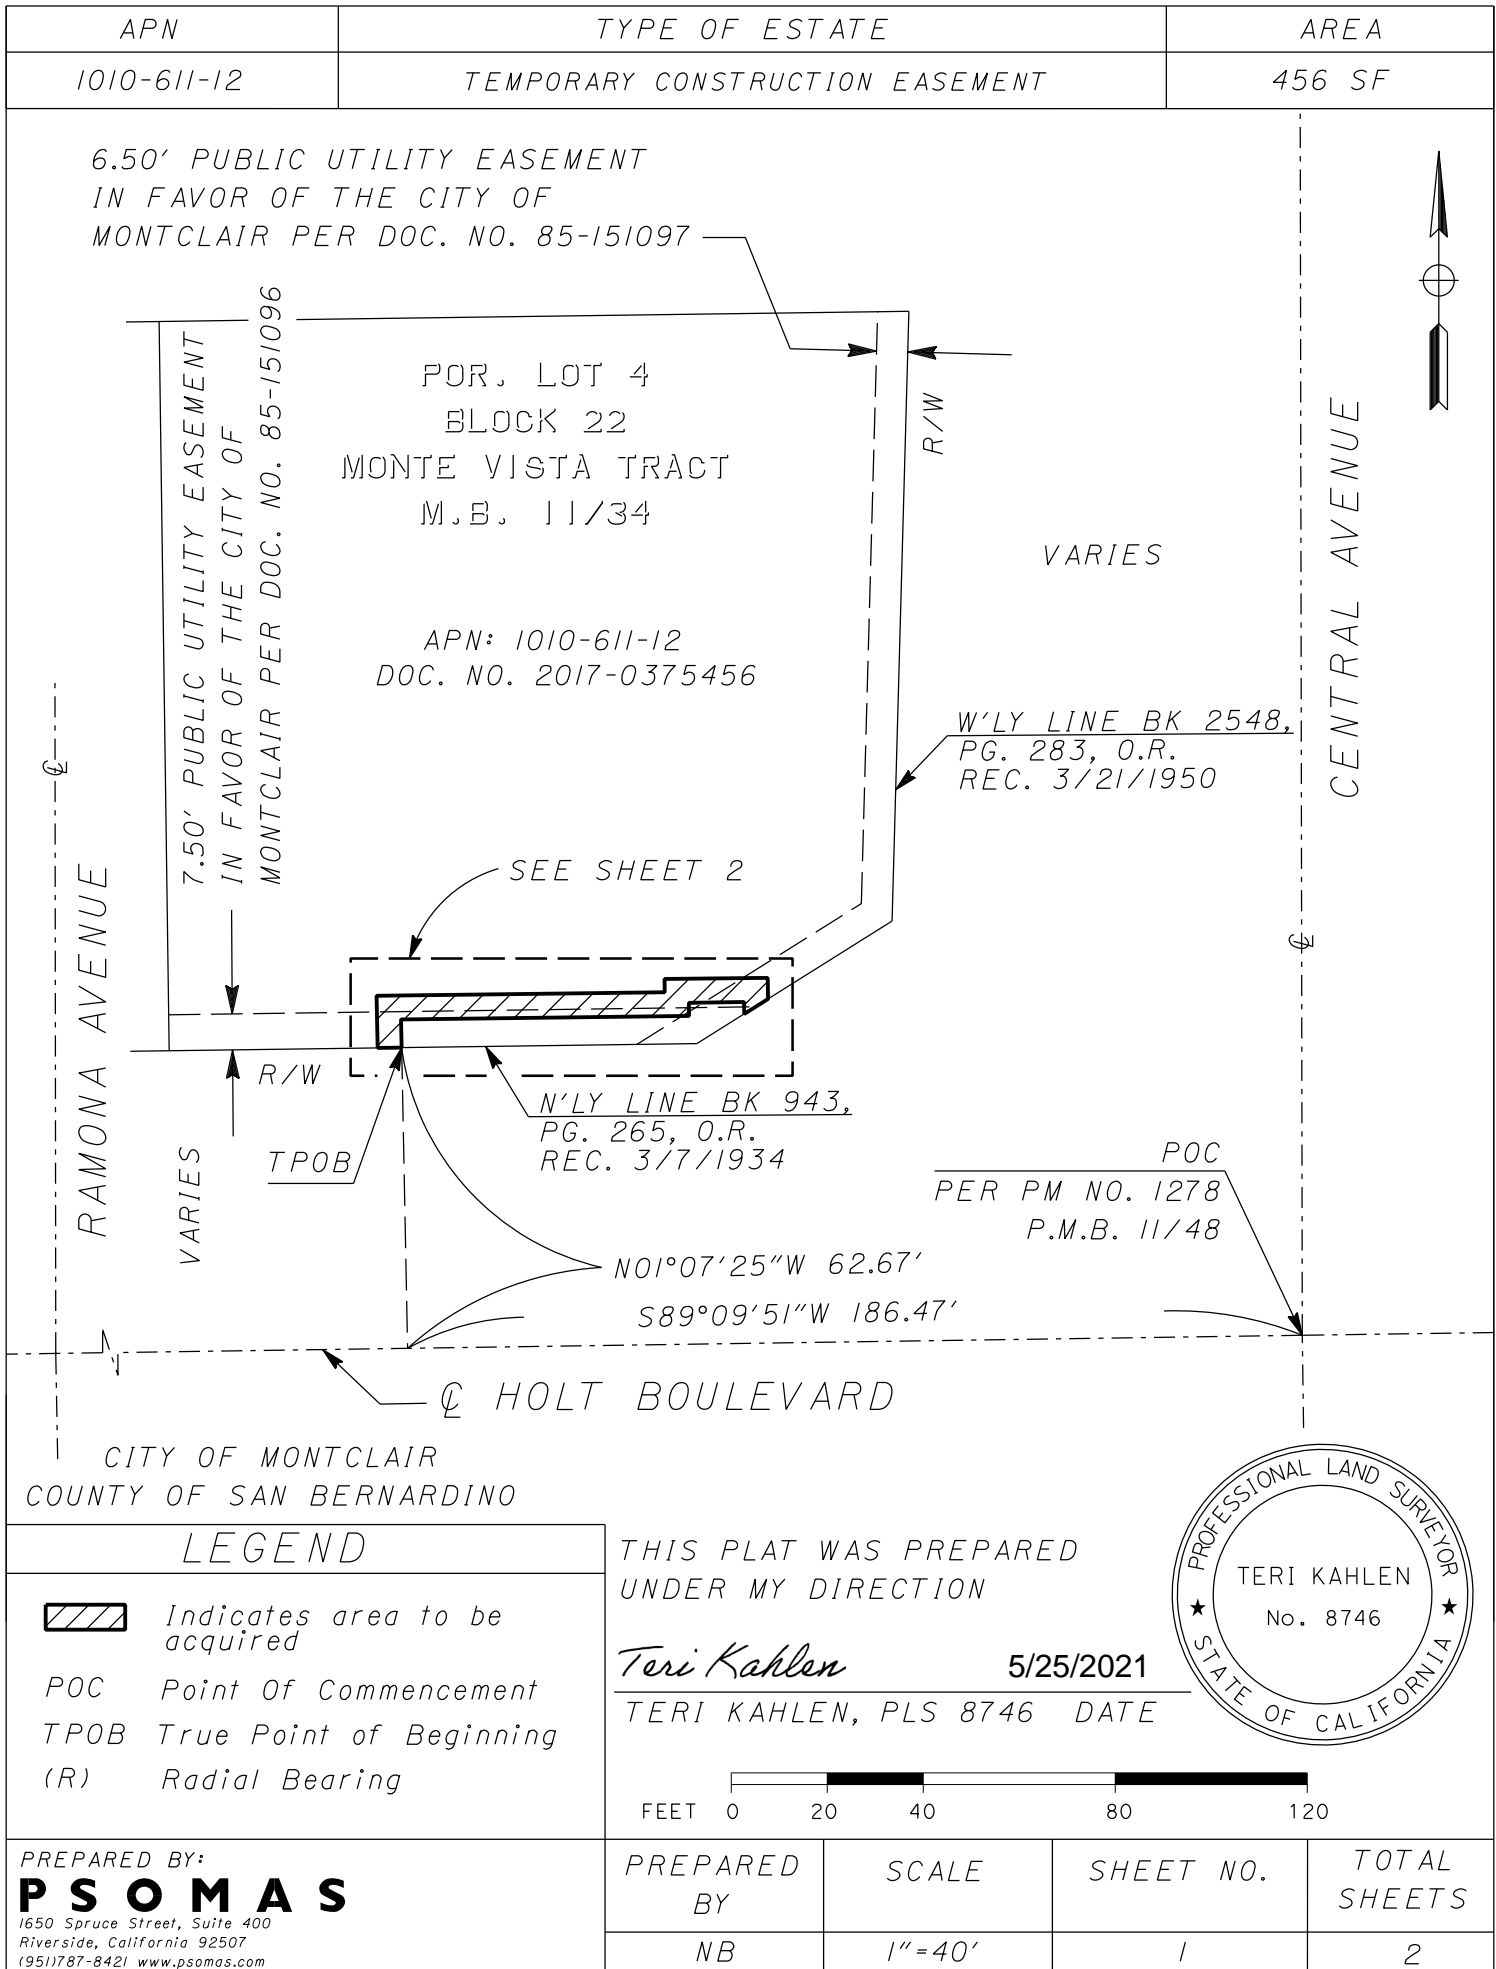 APN TYPE OF ESTATE AREA
1010-611-12 TEMPORARY CONSTRUCTION EASEMENT 456 SF
6.50' PUBLIC UTILITY EASEMENT
IN FAVOR OF THE CITY OF
MONTCLAIR PER DOC. NO. 85-151097
7.50' PUBLIC UTILITY EASEMENT
IN FAVOR OF THE CITY OF
MONTCLAIR PER DOC. NO. 85-151096
POR. LOT 4
BLOCK 22
MONTE VISTA TRACT
M.B. 11/34
R/W
VARIES
CENTRAL AVENUE
APN: 1010-611-12
DOC. NO. 2017-0375456
W'LY LINE BK 2548,
PG. 283, O.R.
REC. 3/21/1950
℄
RAMONA AVENUE
SEE SHEET 2
℄
R/W
VARIES
TPOB
N'LY LINE BK 943,
PG. 265, O.R.
REC. 3/7/1934
POC
PER PM NO. 1278
P.M.B. 11/48
N01°07'25"W 62.67'
S89°09'51"W 186.47'
℄ HOLT BOULEVARD
CITY OF MONTCLAIR
COUNTY OF SAN BERNARDINO
LEGEND
Indicates area to be
acquired
POC Point Of Commencement
TPOB True Point of Beginning
(R) Radial Bearing
THIS PLAT WAS PREPARED
UNDER MY DIRECTION
Teri Kahlen 5/25/2021
TERI KAHLEN, PLS 8746 DATE
PROFESSIONAL LAND SURVEYOR
TERI KAHLEN
No. 8746
★ STATE OF CALIFORNIA ★
FEET 0 20 40 80 120
PREPARED BY:
PSOMAS
1650 Spruce Street, Suite 400
Riverside, California 92507
(951)787-8421 www.psomas.com
PREPARED BY SCALE SHEET NO. TOTAL SHEETS
NB 1"=40' 1 2